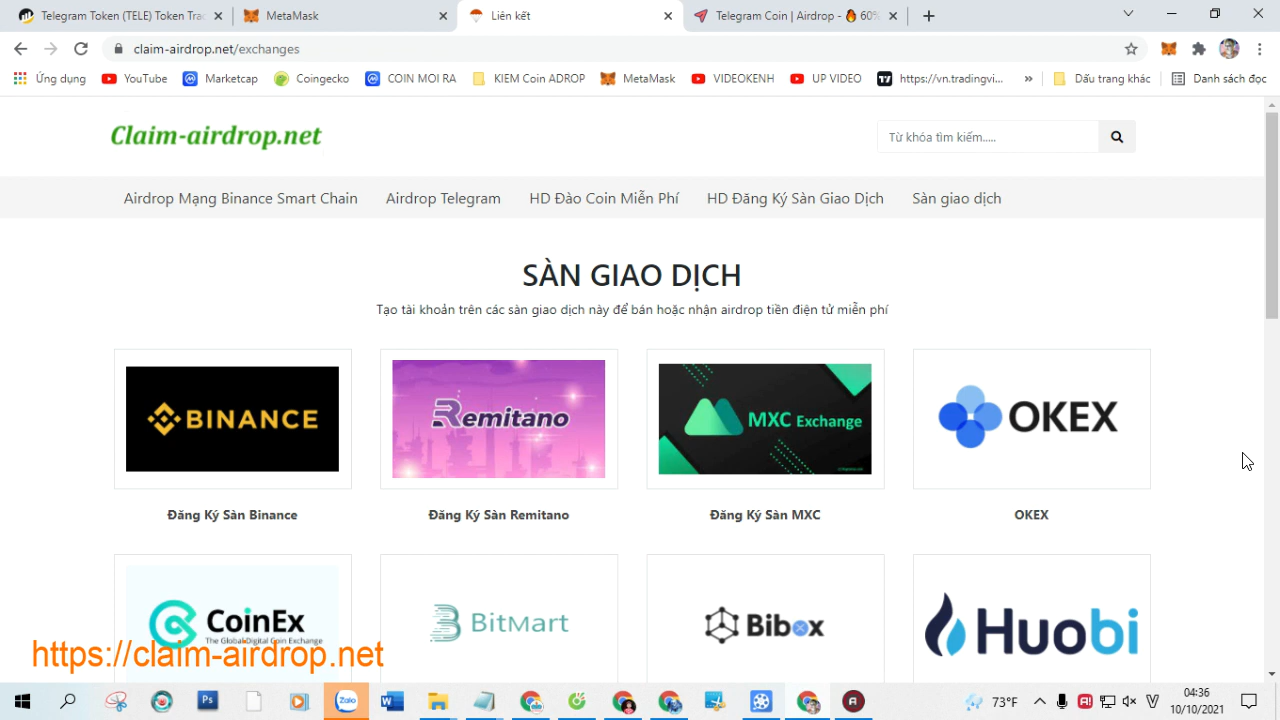 Telegram Token (TELE) Token Trac
MetaMask
Liên kết
Telegram Coin | Airdrop - 🔥 60%
claim-airdrop.net/exchanges
Ứng dụng
YouTube
Marketcap
Coingecko
COIN MOI RA
KIEM Coin ADROP
MetaMask
VIDEOKENH
UP VIDEO
https://vn.tradingvi...
»
Dấu trang khác
Danh sách đọc
Claim-airdrop.net
Từ khóa tìm kiếm.....
Airdrop Mạng Binance Smart Chain
Airdrop Telegram
HD Đào Coin Miễn Phí
HD Đăng Ký Sàn Giao Dịch
Sàn giao dịch
SÀN GIAO DỊCH
Tạo tài khoản trên các sàn giao dịch này để bán hoặc nhận airdrop tiền điện tử miễn phí
BINANCE
Remitano
MXC Exchange
OKEX
Đăng Ký Sàn Binance
Đăng Ký Sàn Remitano
Đăng Ký Sàn MXC
OKEX
CoinEx
The Global Digital Coin Exchange
BitMart
Bibox
Huobi
https://claim-airdrop.net
Ps
Zalo
73°F
04:36
10/10/2021